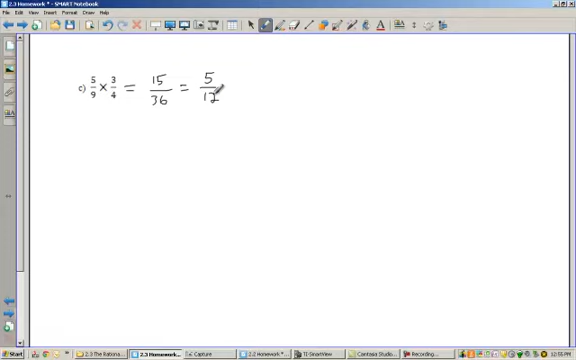 2.3 Homework * - SMART Notebook
File Edit View Insert Format Tools Help
c) 5/9 × 3/4 = 15/36 = 5/12
Start 2.3 The Rationa... 2.3 Homework... Capture 2.2 Homework *... TI-SmartView Camtasia Studio... Recording... 12:55 PM